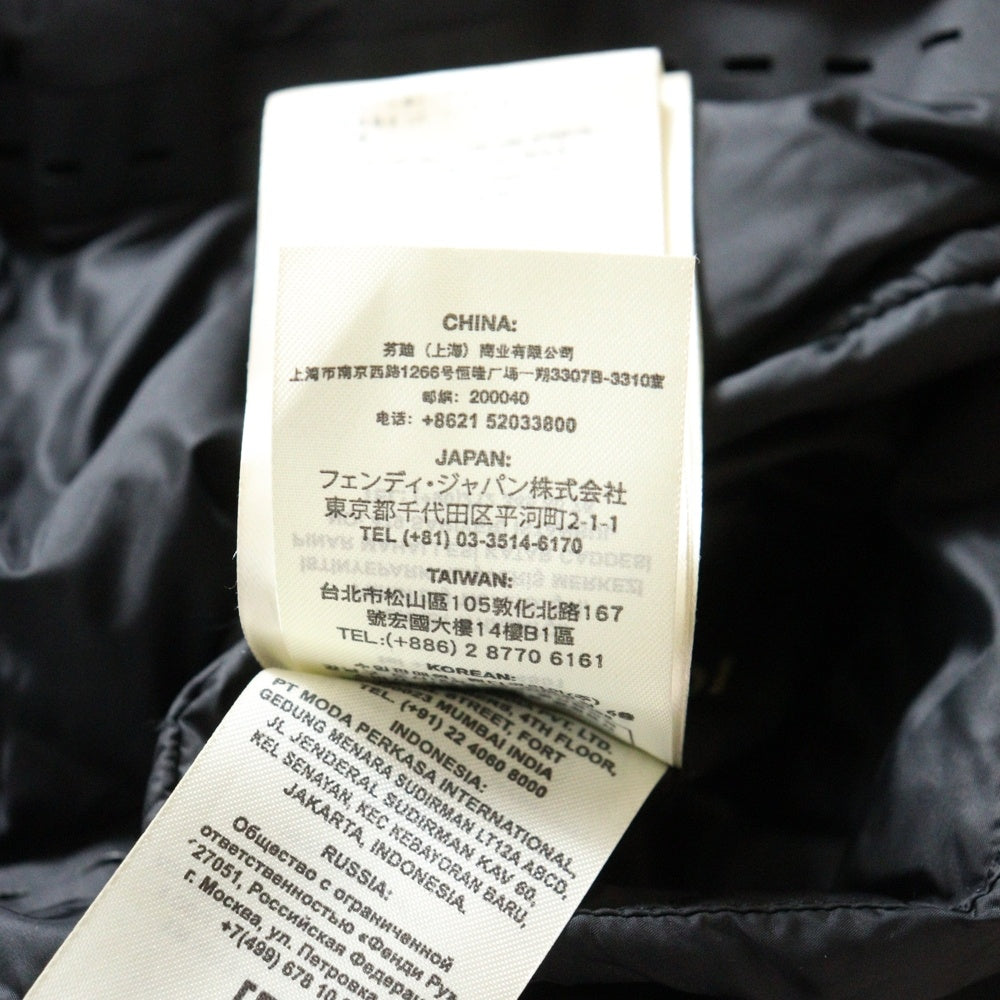 CHINA:
芬迪（上海）商业有限公司
上海市南京西路1266号恒隆广场一期3307B-3310室
邮编：200040
电话：+8621 52033800
JAPAN:
フェンディ・ジャパン株式会社
東京都千代田区平河町2-1-1
TEL (+81) 03-3514-6170
TAIWAN:
台北市松山區105敦化北路167
號宏國大樓14樓B1區
TEL:(+886) 2 8770 6161
KOREAN:
PVT. LTD.
STREET, 4TH FLOOR,
MUMBAI INDIA FORT
TEL. (+91) 22 4060 8000
INDONESIA:
PT MODA PERKASA INTERNATIONAL
GEDUNG MENARA SUDIRMAN LT12A ABCD,
JL JENDERAL SUDIRMAN KAV 60,
KEL SENAYAN, KEC KEBAYORAN BARU,
JAKARTA, INDONESIA.
RUSSIA:
Общество с ограниченной
ответственностью «Фенди Ру
127051, Российская Федера
г. Москва, ул. Петровка
+7(499) 678 10